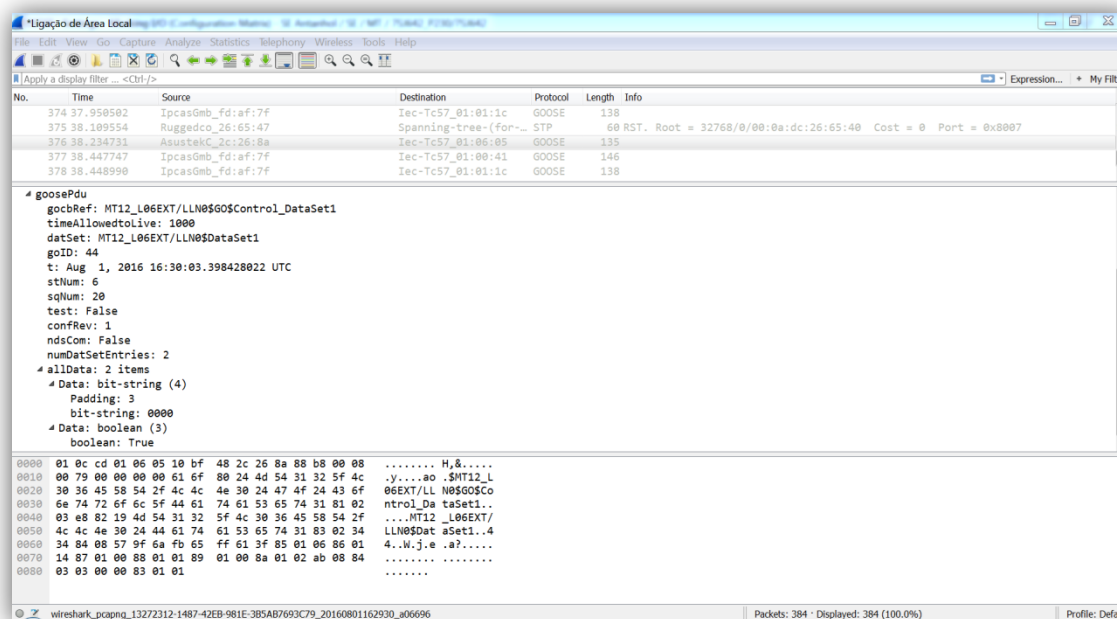 *Ligação de Área Local
File Edit View Go Capture Analyze Statistics Telephony Wireless Tools Help
Apply a display filter ... <Ctrl-/> Expression... + My Filt
No. Time Source Destination Protocol Length Info
374 37.950502 IpcasGmb_fd:af:7f Iec-Tc57_01:01:1c GOOSE 138
375 38.109554 Ruggedco_26:65:47 Spanning-tree-(for-… STP 60 RST. Root = 32768/0/00:0a:dc:26:65:40 Cost = 0 Port = 0x8007
376 38.234731 AsustekC_2c:26:8a Iec-Tc57_01:06:05 GOOSE 135
377 38.447747 IpcasGmb_fd:af:7f Iec-Tc57_01:00:41 GOOSE 146
378 38.448990 IpcasGmb_fd:af:7f Iec-Tc57_01:01:1c GOOSE 138
goosePdu
gocbRef: MT12_L06EXT/LLN0$GO$Control_DataSet1
timeAllowedtoLive: 1000
datSet: MT12_L06EXT/LLN0$DataSet1
goID: 44
t: Aug 1, 2016 16:30:03.398428022 UTC
stNum: 6
sqNum: 20
test: False
confRev: 1
ndsCom: False
numDatSetEntries: 2
allData: 2 items
Data: bit-string (4)
Padding: 3
bit-string: 0000
Data: boolean (3)
boolean: True
0000 01 0c cd 01 06 05 10 bf 48 2c 26 8a 88 b8 00 08 ........ H,&.....
0010 00 79 00 00 00 00 61 6f 80 24 4d 54 31 32 5f 4c .y....ao .$MT12_L
0020 30 36 45 58 54 2f 4c 4c 4e 30 24 47 4f 24 43 6f 06EXT/LL N0$GO$Co
0030 6e 74 72 6f 6c 5f 44 61 74 61 53 65 74 31 81 02 ntrol_Da taSet1..
0040 03 e8 82 19 4d 54 31 32 5f 4c 30 36 45 58 54 2f ....MT12 _L06EXT/
0050 4c 4c 4e 30 24 44 61 74 61 53 65 74 31 83 02 34 LLN0$Dat aSet1..4
0060 34 84 08 57 9f 6a fb 65 ff 61 3f 85 01 06 86 01 4..W.j.e .a?.....
0070 14 87 01 00 88 01 01 89 01 00 8a 01 02 ab 08 84 ........ ........
0080 03 03 00 00 83 01 01 .......
wireshark_pcapng_13272312-1487-42EB-981E-3B5AB7693C79_20160801162930_a06696 Packets: 384 · Displayed: 384 (100.0%) Profile: Defa